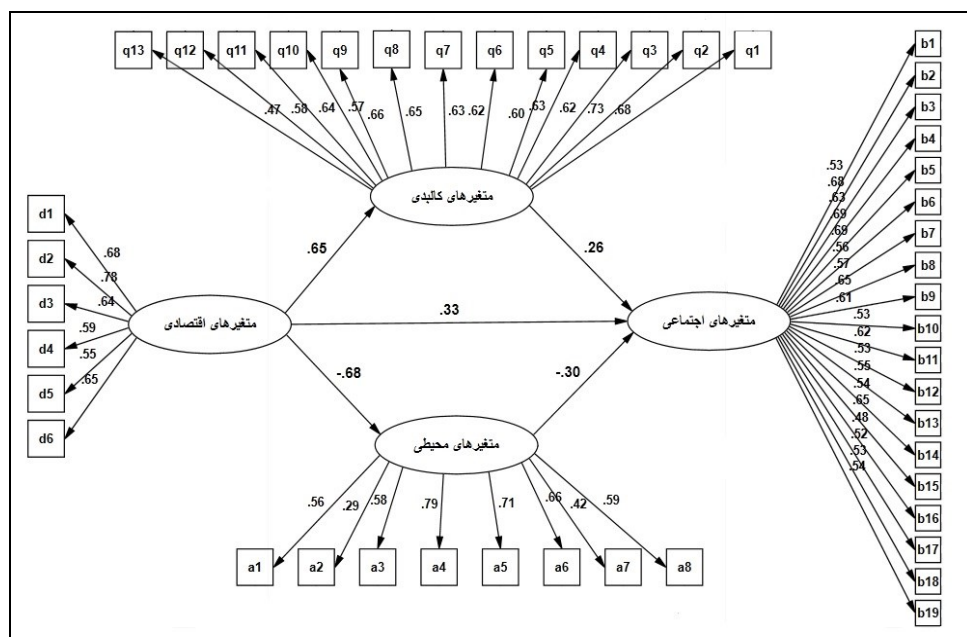 q13 q12 q11 q10 q9 q8 q7 q6 q5 q4 q3 q2 q1
.47 .58 .64 .57 .66 .65 .63 .62 .60 .63 .62 .73 .68
متغیرهای کالبدی
.65
.26
d1
d2
d3
d4
d5
d6
.68
.78
.64
.59
.55
.65
متغیرهای اقتصادی
.33
متغیرهای اجتماعی
-.68
-.30
متغیرهای محیطی
.56 .29 .58 .79 .71 .66 .42 .59
a1 a2 a3 a4 a5 a6 a7 a8
.53
.68
.63
.69
.69
.56
.57
.65
.61
.53
.62
.53
.55
.54
.65
.48
.52
.53
.54
b1
b2
b3
b4
b5
b6
b7
b8
b9
b10
b11
b12
b13
b14
b15
b16
b17
b18
b19